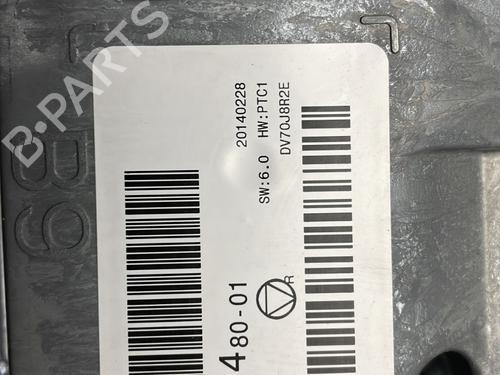 20140228
SW:6.0 HW:PTC1
DV70J8R2E
480-01
R
B-PARTS